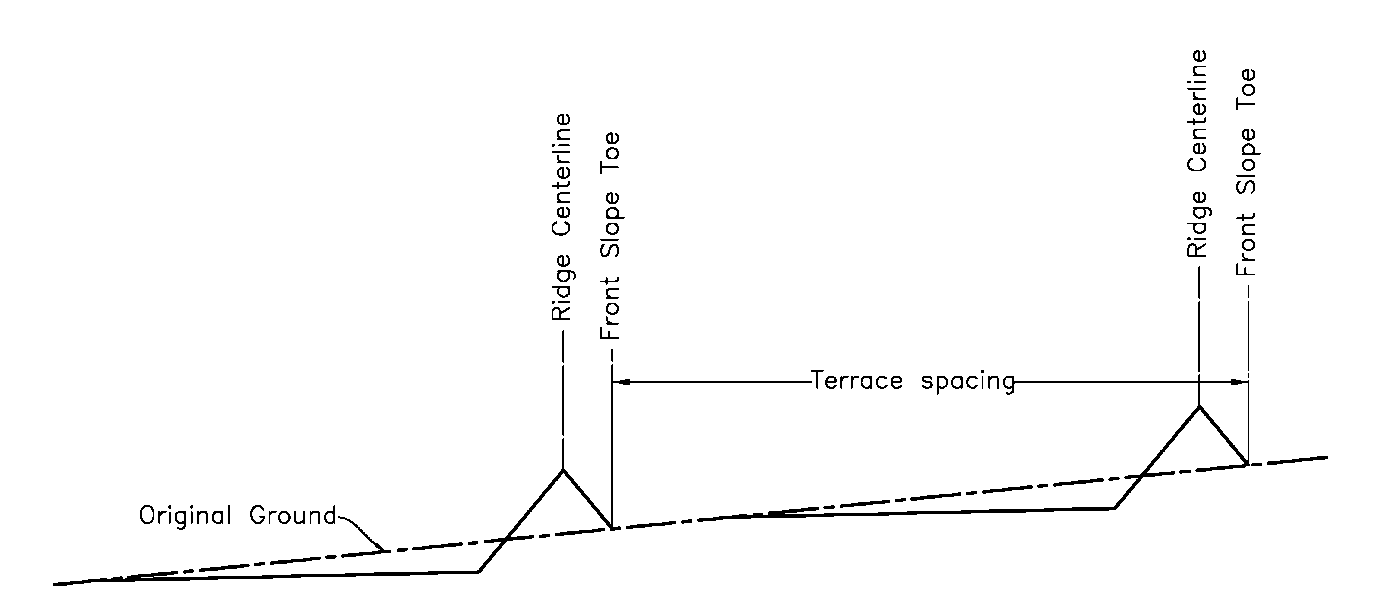 Ridge Centerline
Front Slope Toe
Ridge Centerline
Front Slope Toe
Terrace spacing
Original Ground